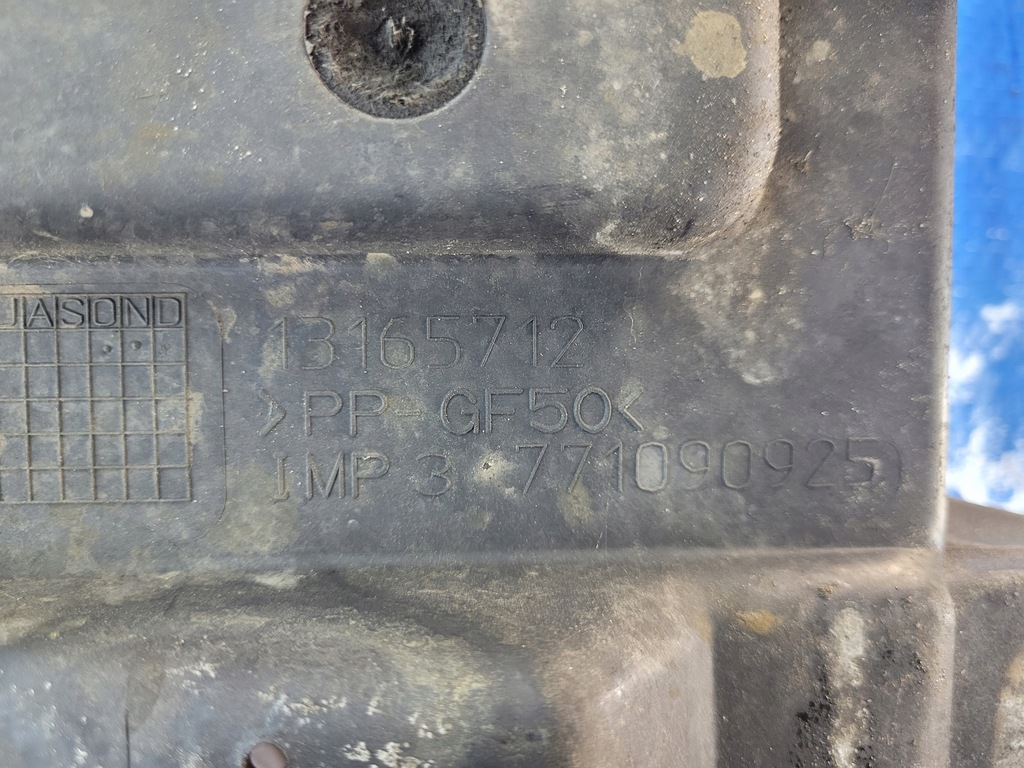 JASOND
13165712
>PP-GF50<
IMP 3 771090925)